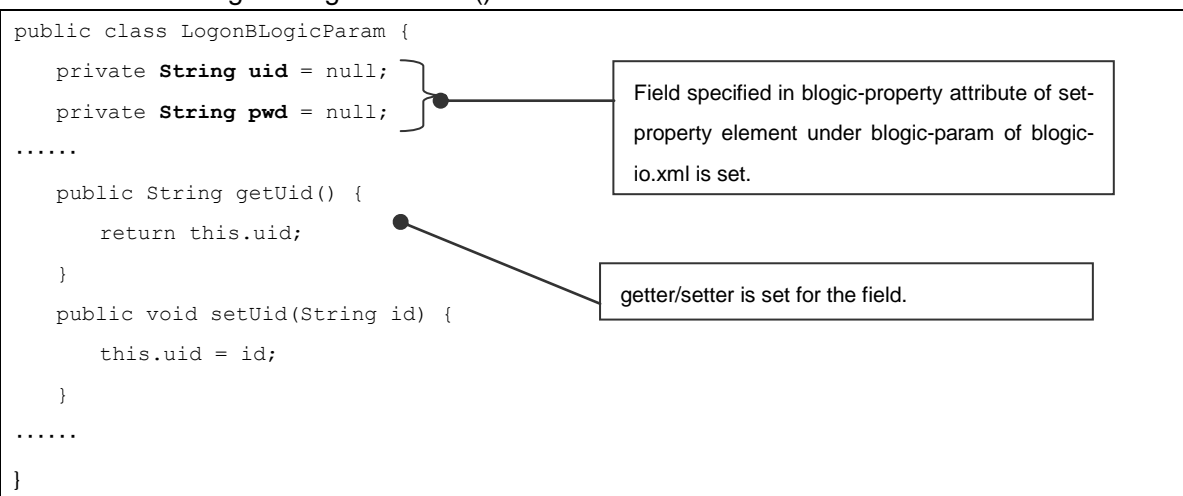 public class LogonBLogicParam {
private String uid = null;
private String pwd = null;
Field specified in blogic-property attribute of set-
property element under blogic-param of blogic-
io.xml is set.
......
public String getUid() {
return this.uid;
}
getter/setter is set for the field.
public void setUid(String id) {
this.uid = id;
}
......
}